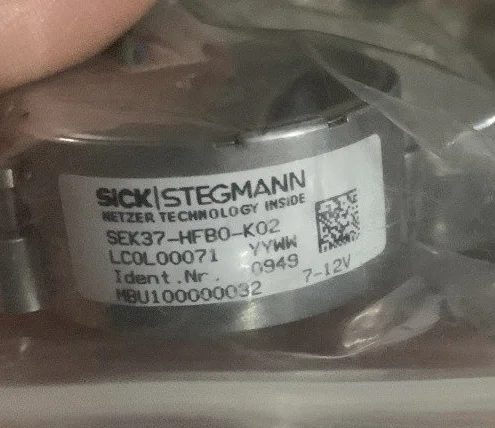 SICK|STEGMANN
NETZER TECHNOLOGY INSIDE
SEK37-HFB0-K02
LC0L00071 YYWW
Ident.Nr. 0949
MBU100000032 7-12V